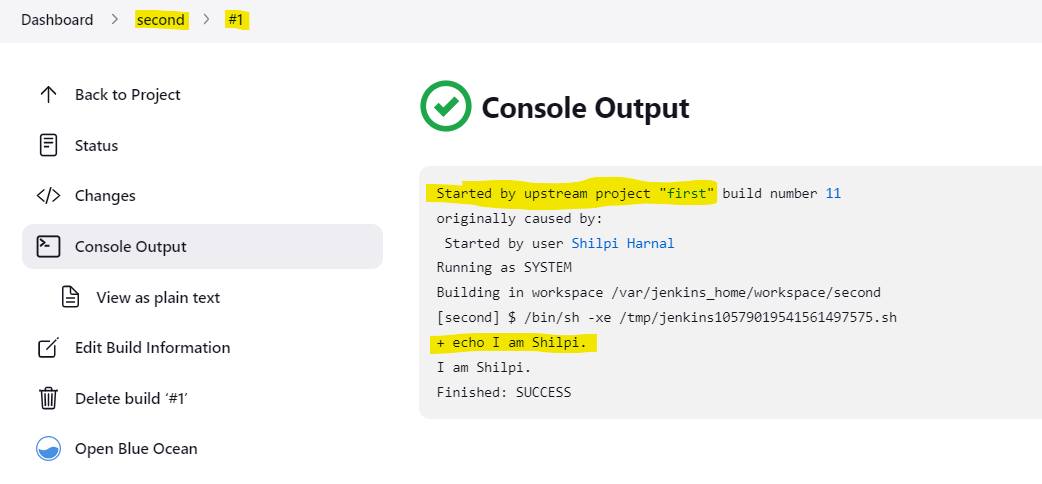 Dashboard > second > #1
Back to Project
Status
Changes
Console Output
View as plain text
Edit Build Information
Delete build ‘#1’
Open Blue Ocean
Console Output
Started by upstream project "first" build number 11
originally caused by:
Started by user Shilpi Harnal
Running as SYSTEM
Building in workspace /var/jenkins_home/workspace/second
[second] $ /bin/sh -xe /tmp/jenkins10579019541561497575.sh
+ echo I am Shilpi.
I am Shilpi.
Finished: SUCCESS